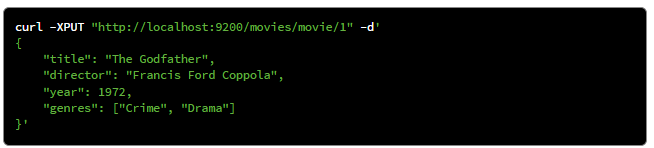 curl -XPUT "http://localhost:9200/movies/movie/1" -d'
{
    "title": "The Godfather",
    "director": "Francis Ford Coppola",
    "year": 1972,
    "genres": ["Crime", "Drama"]
}'